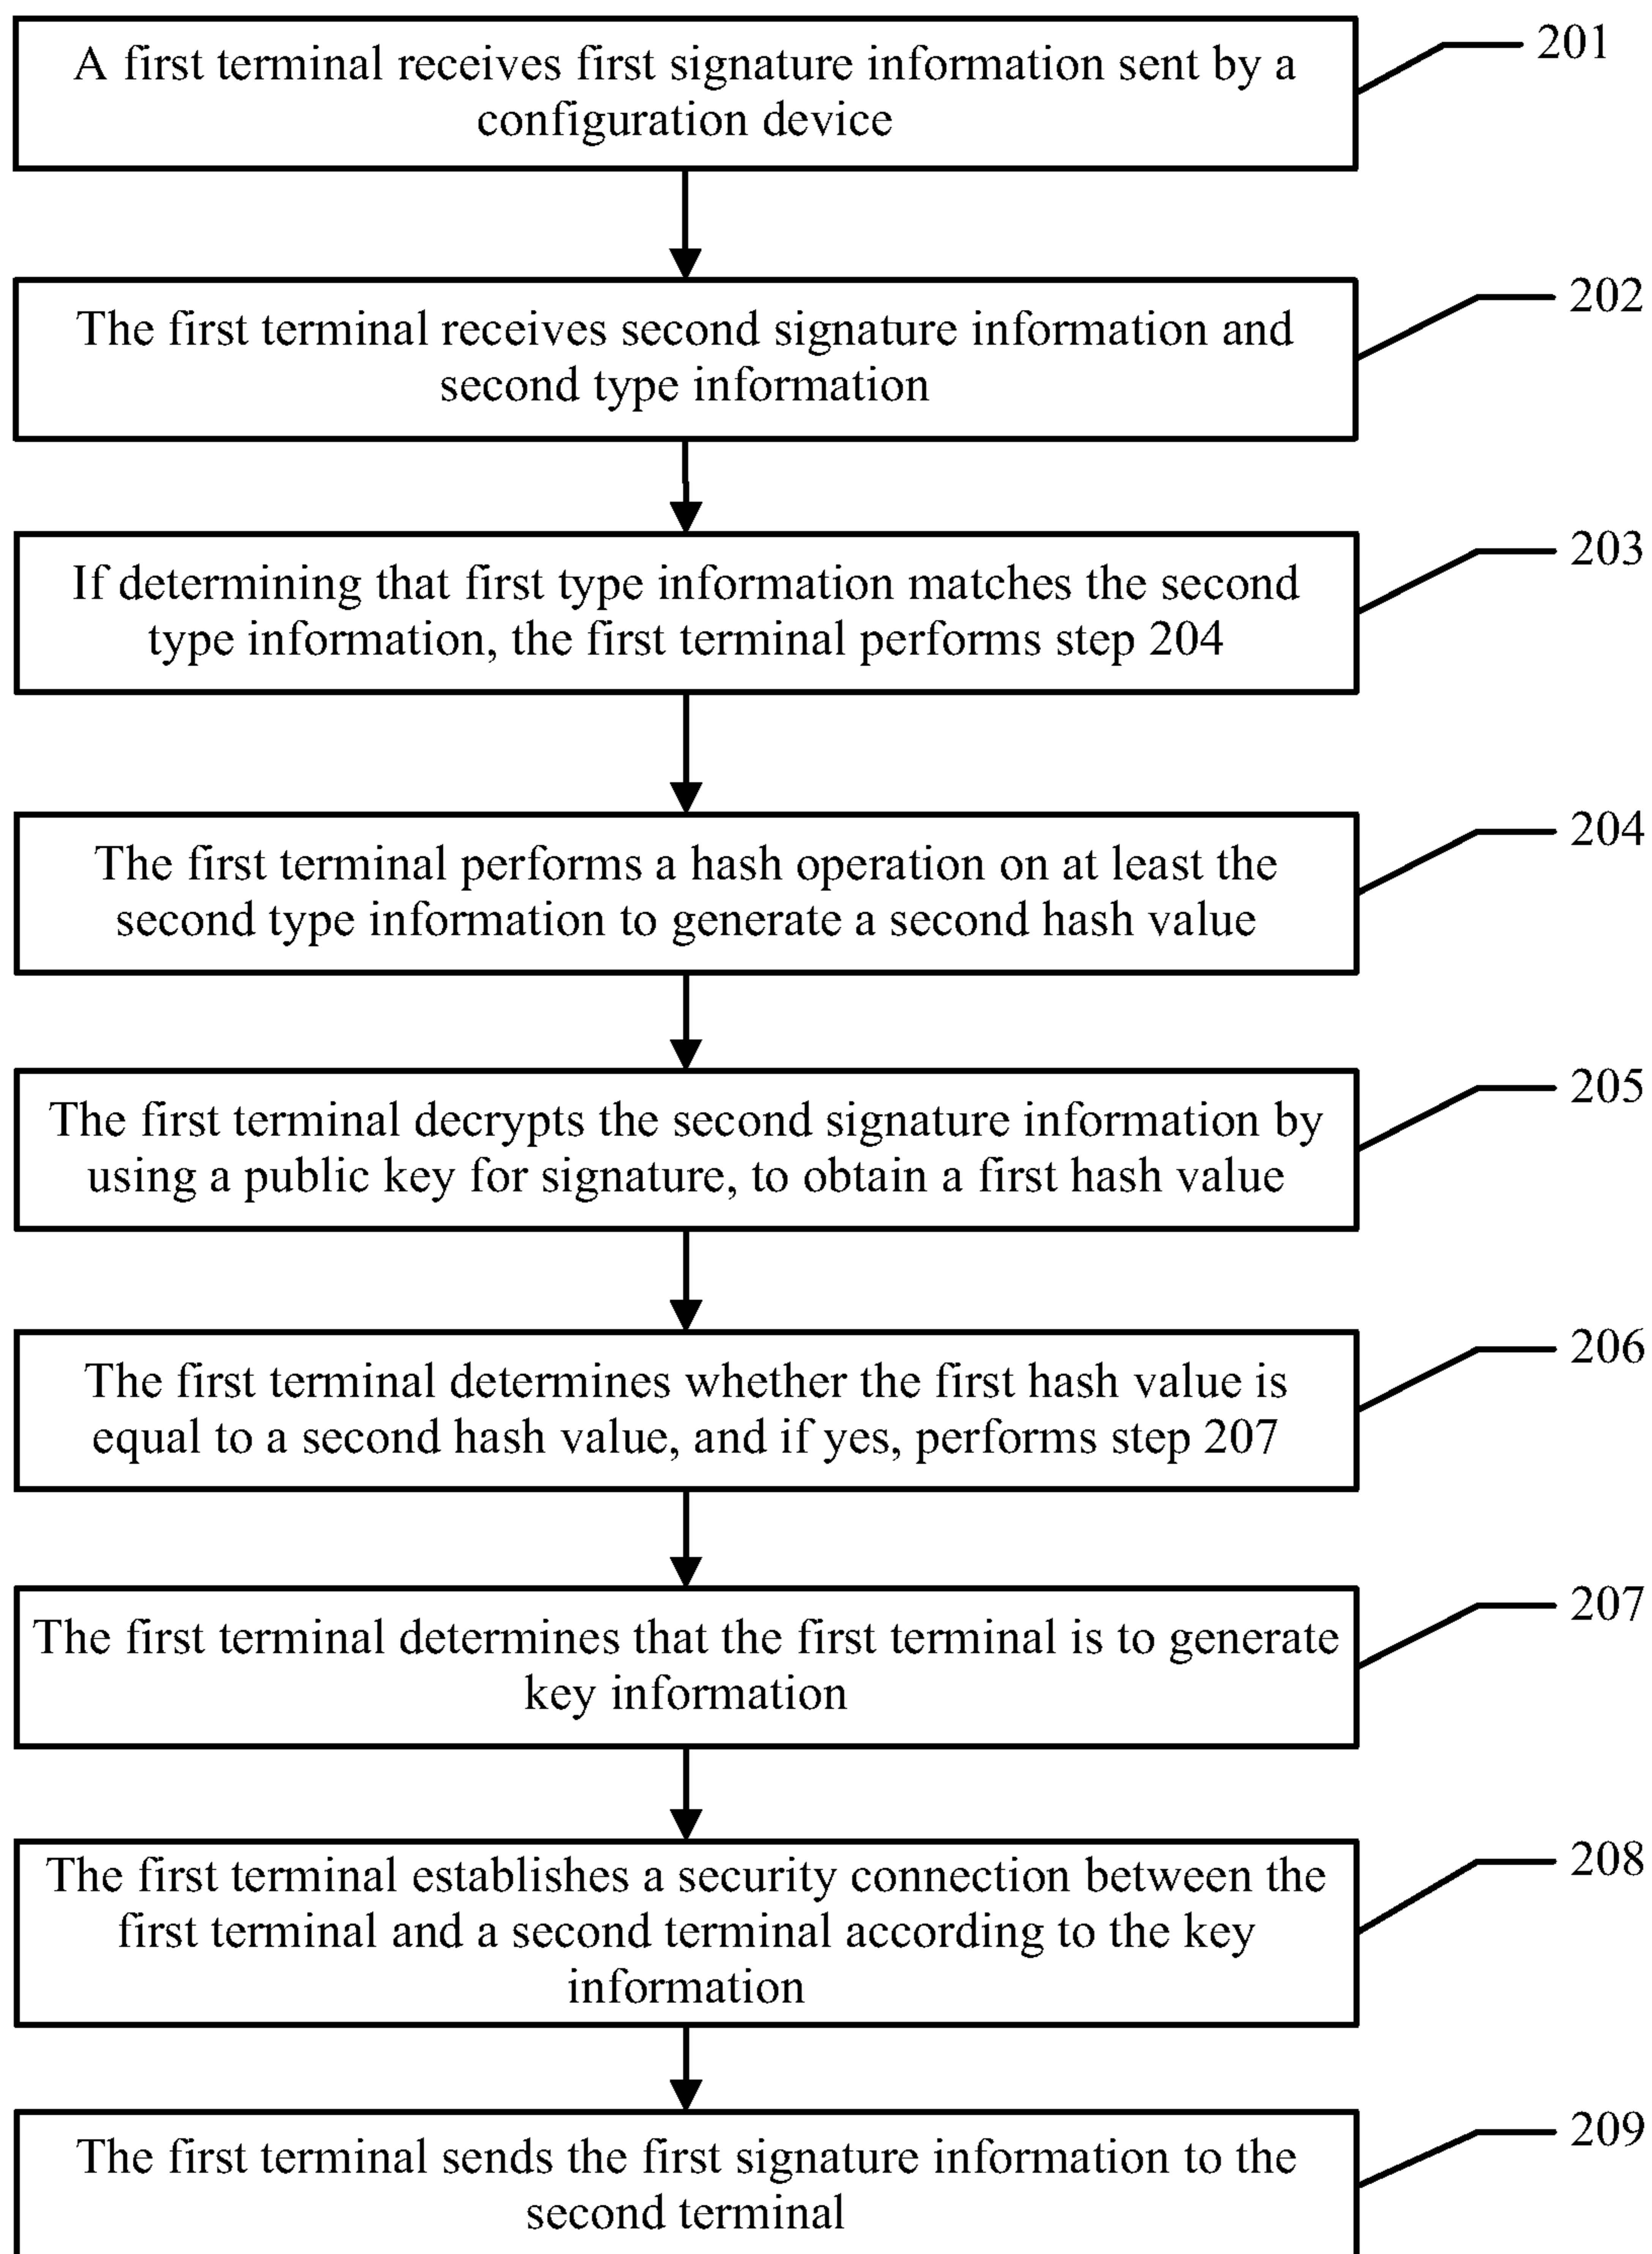 A first terminal receives first signature information sent by a
configuration device
201
The first terminal receives second signature information and
second type information
202
If determining that first type information matches the second
type information, the first terminal performs step 204
203
The first terminal performs a hash operation on at least the
second type information to generate a second hash value
204
The first terminal decrypts the second signature information by
using a public key for signature, to obtain a first hash value
205
The first terminal determines whether the first hash value is
equal to a second hash value, and if yes, performs step 207
206
The first terminal determines that the first terminal is to generate
key information
207
The first terminal establishes a security connection between the
first terminal and a second terminal according to the key
information
208
The first terminal sends the first signature information to the
second terminal
209